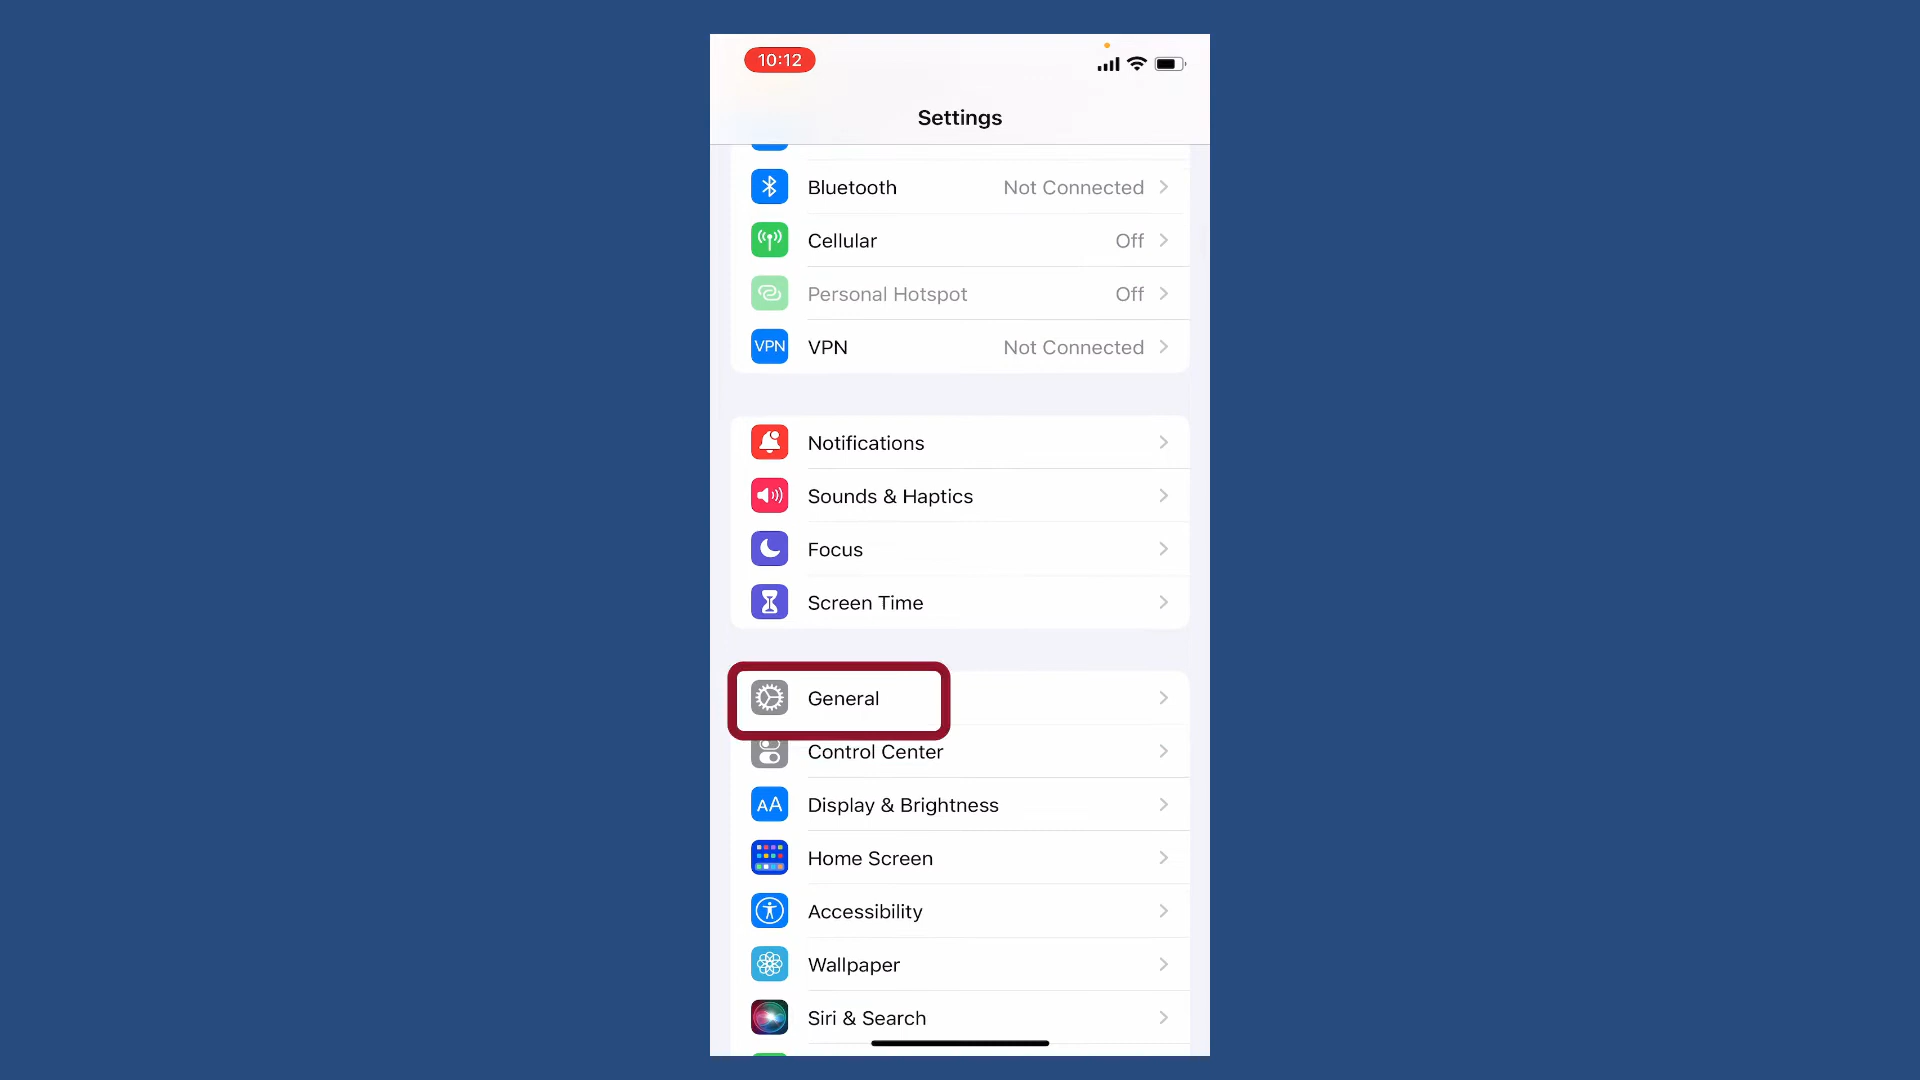 10:12
Settings
Bluetooth Not Connected
Cellular Off
Personal Hotspot Off
VPN VPN Not Connected
Notifications
Sounds & Haptics
Focus
Screen Time
General
Control Center
AA Display & Brightness
Home Screen
Accessibility
Wallpaper
Siri & Search